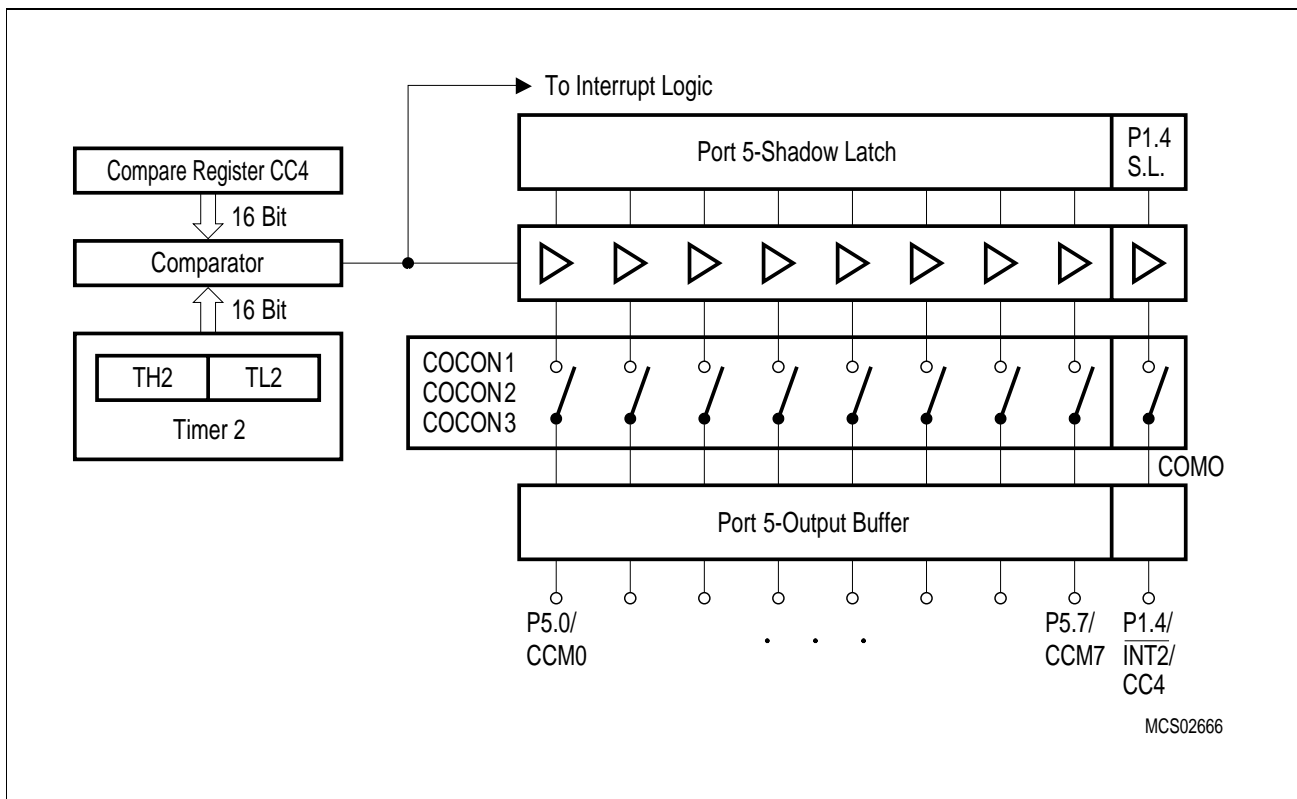 To Interrupt Logic
Port 5-Shadow Latch
P1.4
S.L.
Compare Register CC4
16 Bit
Comparator
16 Bit
TH2
TL2
Timer 2
COCON1
COCON2
COCON3
COMO
Port 5-Output Buffer
P5.0/
CCM0
. . .
P5.7/
CCM7
P1.4/
INT2/
CC4
MCS02666